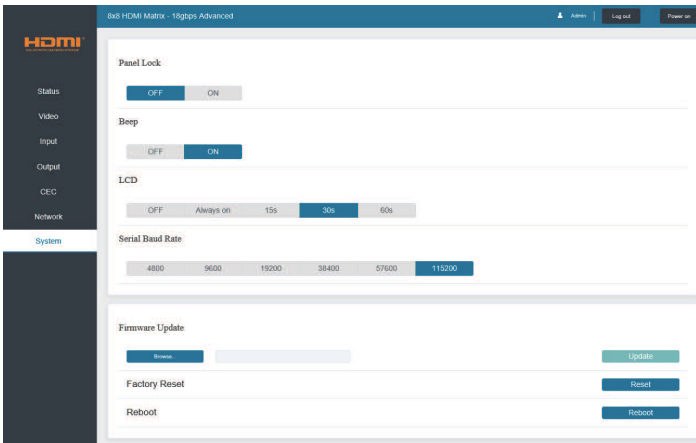 8x8 HDMI Matrix - 18gbps Advanced
Admin
Log out
Power on
HDMI
Status
Video
Input
Output
CEC
Network
System
Panel Lock
OFF ON
Beep
OFF ON
LCD
OFF Always on 15s 30s 60s
Serial Baud Rate
4800 9600 19200 38400 57600 115200
Firmware Update
Browse... Update
Factory Reset Reset
Reboot Reboot